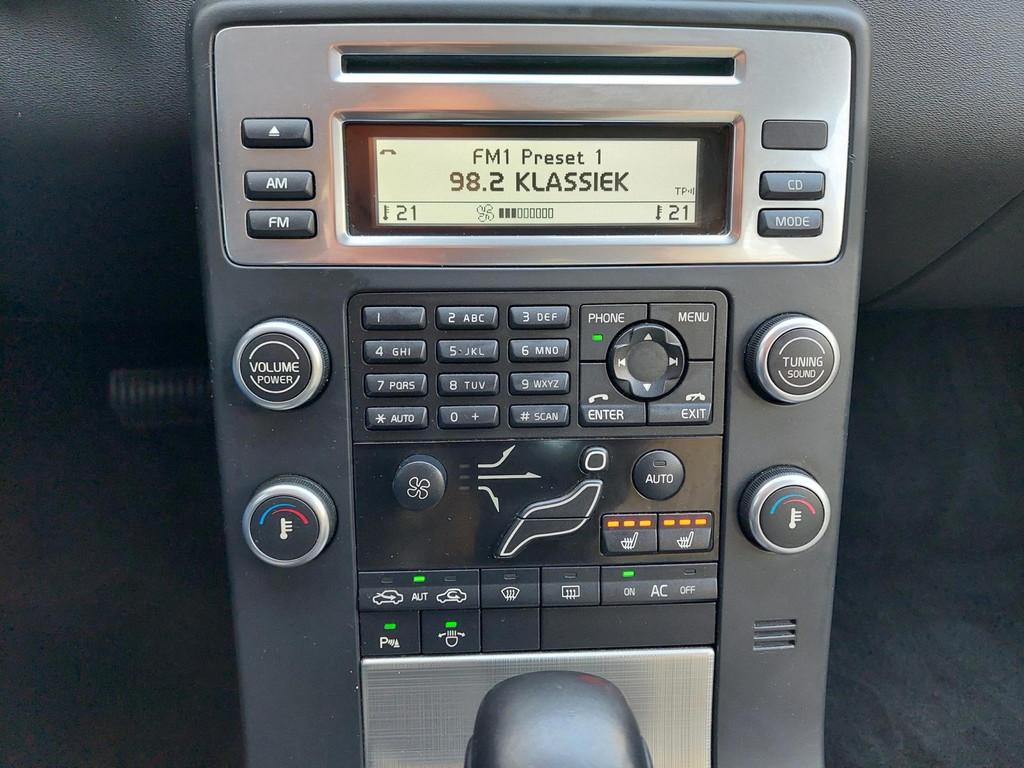 FM1 Preset 1
98.2 KLASSIEK
TP
21 21
AM
FM
CD
MODE
1 2 ABC 3 DEF
4 GHI 5 JKL 6 MNO
7 PQRS 8 TUV 9 WXYZ
* AUTO 0 + # SCAN
PHONE MENU
ENTER EXIT
VOLUME
POWER
TUNING
SOUND
AUTO
AUT
ON AC OFF
P